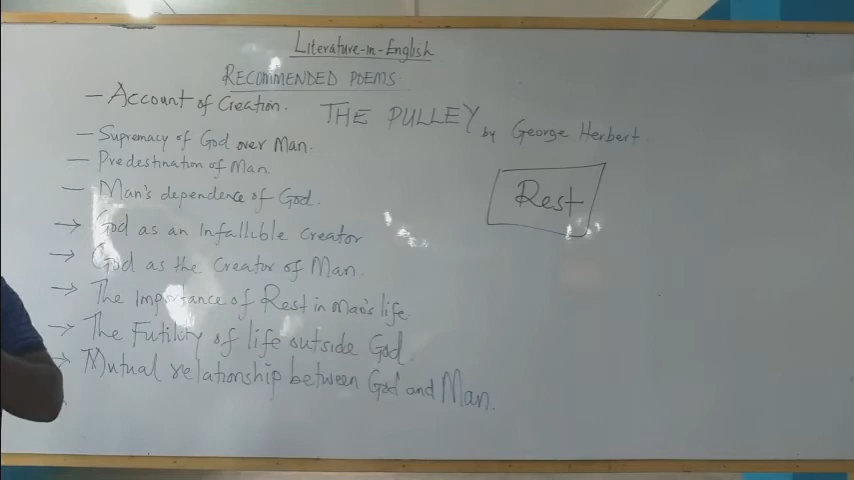 Literature-in-English
RECOMMENDED POEMS
- Account of Creation.
THE PULLEY by George Herbert.
- Supremacy of God over Man.
- Predestination of Man.
- Man's dependence of God.
Rest
→ God as an Infallible creator
→ God as the Creator of Man.
→ The Importance of Rest in Man's life
→ The Futility of life outside God.
→ Mutual relationship between God and Man.